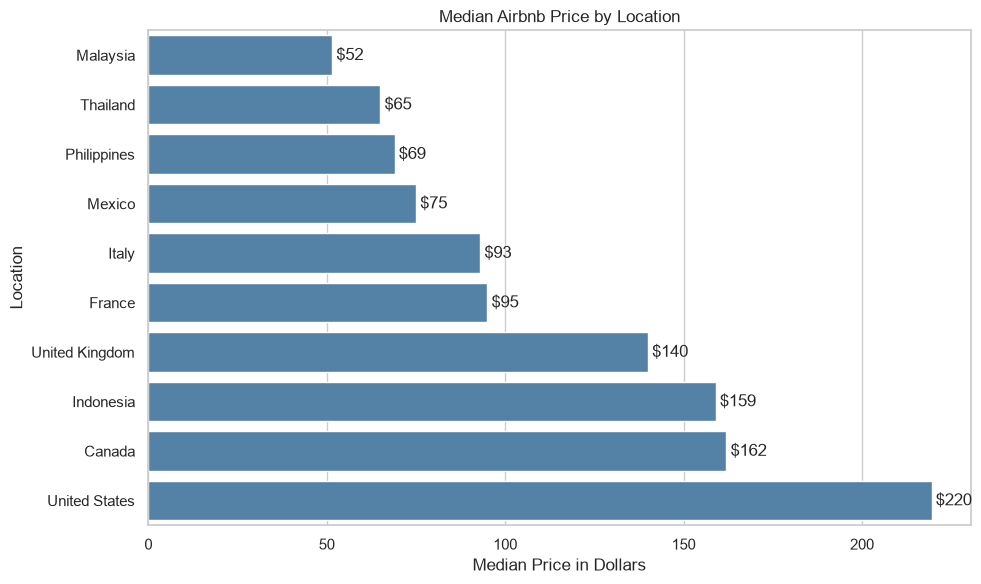 Median Airbnb Price by Location
Location
Malaysia $52
Thailand $65
Philippines $69
Mexico $75
Italy $93
France $95
United Kingdom $140
Indonesia $159
Canada $162
United States $220
0 50 100 150 200
Median Price in Dollars